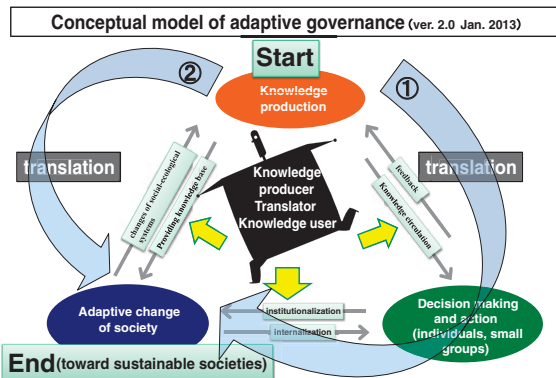 Conceptual model of adaptive governance (ver. 2.0 Jan. 2013)
Start
②
①
Knowledge
production
translation
translation
changes of social-ecological
systems
Providing knowledge base
Knowledge
producer
Translator
Knowledge user
feedback
Knowledge circulation
Adaptive change
of society
institutionalization
internalization
Decision making
and action
(individuals, small
groups)
End (toward sustainable societies)